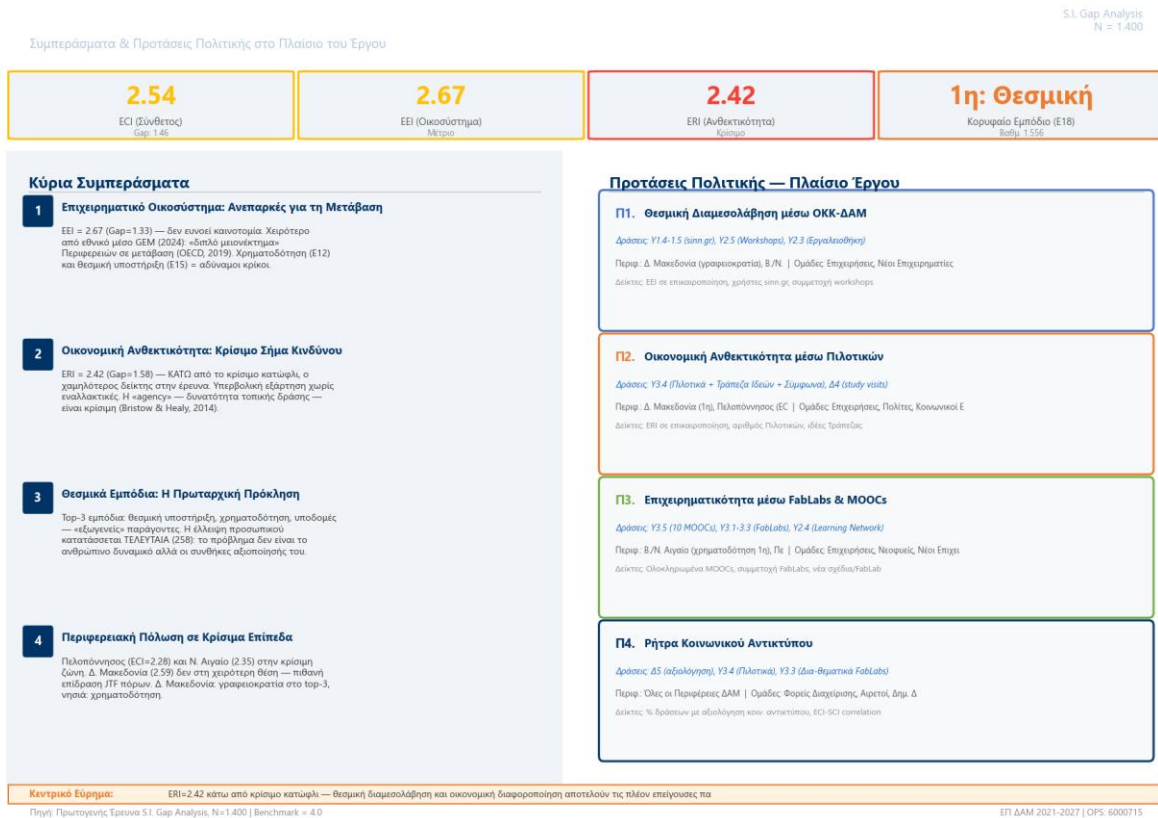 S.I. Gap Analysis
N = 1.400
Συμπεράσματα & Προτάσεις Πολιτικής στο Πλαίσιο του Έργου
2.54
ECI (Σύνθετος)
Gap: 1.46
2.67
EEI (Οικοσύστημα)
Μέτριο
2.42
ERI (Ανθεκτικότητα)
Κρίσιμο
1η: Θεσμική
Κορυφαίο Εμπόδιο (E18)
Βαθμ. 1.556
Κύρια Συμπεράσματα
1
Επιχειρηματικό Οικοσύστημα: Ανεπαρκές για τη Μετάβαση
EEI = 2.67 (Gap=1.33) — δεν ευνοεί καινοτομία. Χειρότερο
από εθνικό μέσο GEM (2024): «διπλό μειονέκτημα»
Περιφερειών σε μετάβαση (OECD, 2019). Χρηματοδότηση (E12)
και θεσμική υποστήριξη (E15) = αδύναμοι κρίκοι.
2
Οικονομική Ανθεκτικότητα: Κρίσιμο Σήμα Κινδύνου
ERI = 2.42 (Gap=1.58) — ΚΑΤΩ από το κρίσιμο κατώφλι, ο
χαμηλότερος δείκτης στην έρευνα. Υπερβολική εξάρτηση χωρίς
εναλλακτικές. Η «agency» — δυνατότητα τοπικής δράσης —
είναι κρίσιμη (Bristow & Healy, 2014).
3
Θεσμικά Εμπόδια: Η Πρωταρχική Πρόκληση
Top-3 εμπόδια: θεσμική υποστήριξη, χρηματοδότηση, υποδομές
— «εξωγενείς» παράγοντες. Η έλλειψη προσωπικού
κατατάσσεται ΤΕΛΕΥΤΑΙΑ (258): το πρόβλημα δεν είναι το
ανθρώπινο δυναμικό αλλά οι συνθήκες αξιοποίησής του.
4
Περιφερειακή Πόλωση σε Κρίσιμα Επίπεδα
Πελοπόννησος (ECI=2.28) και Ν. Αιγαίο (2.35) στην κρίσιμη
ζώνη. Δ. Μακεδονία (2.59) δεν στη χειρότερη θέση — πιθανή
επίδραση JTF πόρων. Δ. Μακεδονία: γραφειοκρατία στο top-3,
νησιά: χρηματοδότηση.
Προτάσεις Πολιτικής — Πλαίσιο Έργου
Π1. Θεσμική Διαμεσολάβηση μέσω ΟΚΚ-ΔΑΜ
Δράσεις: Υ1.4-1.5 (sinn.gr), Υ2.5 (Workshops), Υ2.3 (Εργαλειοθήκη)
Περιφ.: Δ. Μακεδονία (γραφειοκρατία), Β./Ν. | Ομάδες: Επιχειρήσεις, Νέοι Επιχειρηματίες
Δείκτες: EEI σε επικαιροποίηση, χρήστες sinn.gr, συμμετοχή workshops
Π2. Οικονομική Ανθεκτικότητα μέσω Πιλοτικών
Δράσεις: Υ3.4 (Πιλοτικά + Τράπεζα Ιδεών + Σύμφωνα), Δ4 (study visits)
Περιφ.: Δ. Μακεδονία (1η), Πελοπόννησος (EC | Ομάδες: Επιχειρήσεις, Πολίτες, Κοινωνικοί Ε
Δείκτες: ERI σε επικαιροποίηση, αριθμός Πιλοτικών, ιδέες Τράπεζας
Π3. Επιχειρηματικότητα μέσω FabLabs & MOOCs
Δράσεις: Υ3.5 (10 MOOCs), Υ3.1-3.3 (FabLabs), Υ2.4 (Learning Network)
Περιφ.: Β./Ν. Αιγαίο (χρηματοδότηση 1η), Πε | Ομάδες: Επιχειρήσεις, Νεοφυείς, Νέοι Επιχει
Δείκτες: Ολοκληρωμένα MOOCs, συμμετοχή FabLabs, νέα σχέδια/FabLab
Π4. Ρήτρα Κοινωνικού Αντικτύπου
Δράσεις: Δ5 (αξιολόγηση), Υ3.4 (Πιλοτικά), Υ3.3 (Δια-θεματικά FabLabs)
Περιφ.: Όλες οι Περιφέρειες ΔΑΜ | Ομάδες: Φορείς Διαχείρισης, Αιρετοί, Δημ. Δ
Δείκτες: % δράσεων με αξιολόγηση κοιν. αντικτύπου, ECI-SCI correlation
Κεντρικό Εύρημα: ERI=2.42 κάτω από κρίσιμο κατώφλι — θεσμική διαμεσολάβηση και οικονομική διαφοροποίηση αποτελούν τις πλέον επείγουσες πα
Πηγή: Πρωτογενής Έρευνα S.I. Gap Analysis, N=1.400 | Benchmark = 4.0
ΕΠ ΔΑΜ 2021-2027 | OPS: 6000715